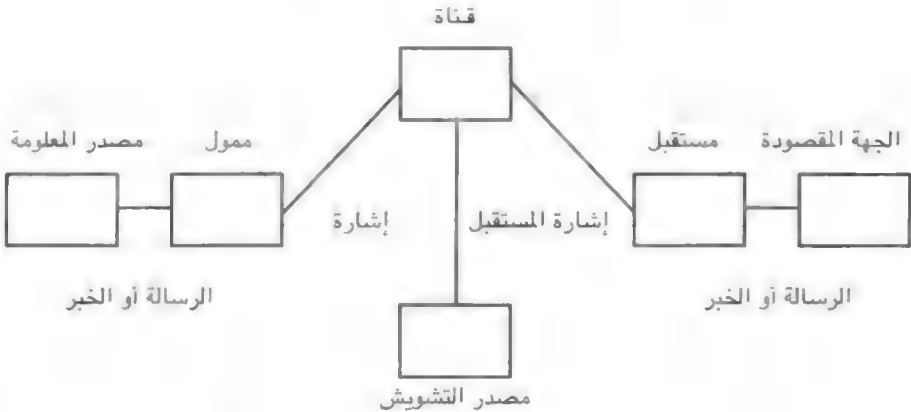 قناة
الجهة المقصودة
مستقبل
ممول
مصدر المعلومة
إشارة المستقبل
إشارة
الرسالة أو الخبر
الرسالة أو الخبر
مصدر التشويش